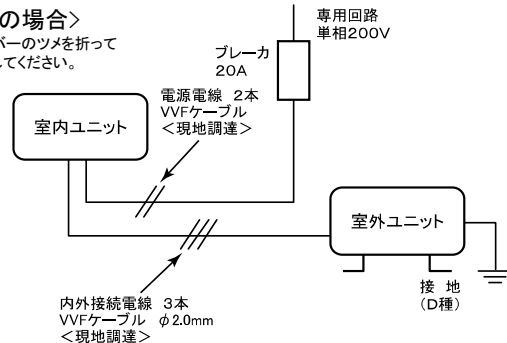 の場合>
バーのツメを折って
してください。
専用回路
単相200V
ブレーカ
20A
電源電線 2本
VVFケーブル
<現地調達>
室内ユニット
室外ユニット
接 地
(D種)
内外接続電線 3本
VVFケーブル φ2.0mm
<現地調達>